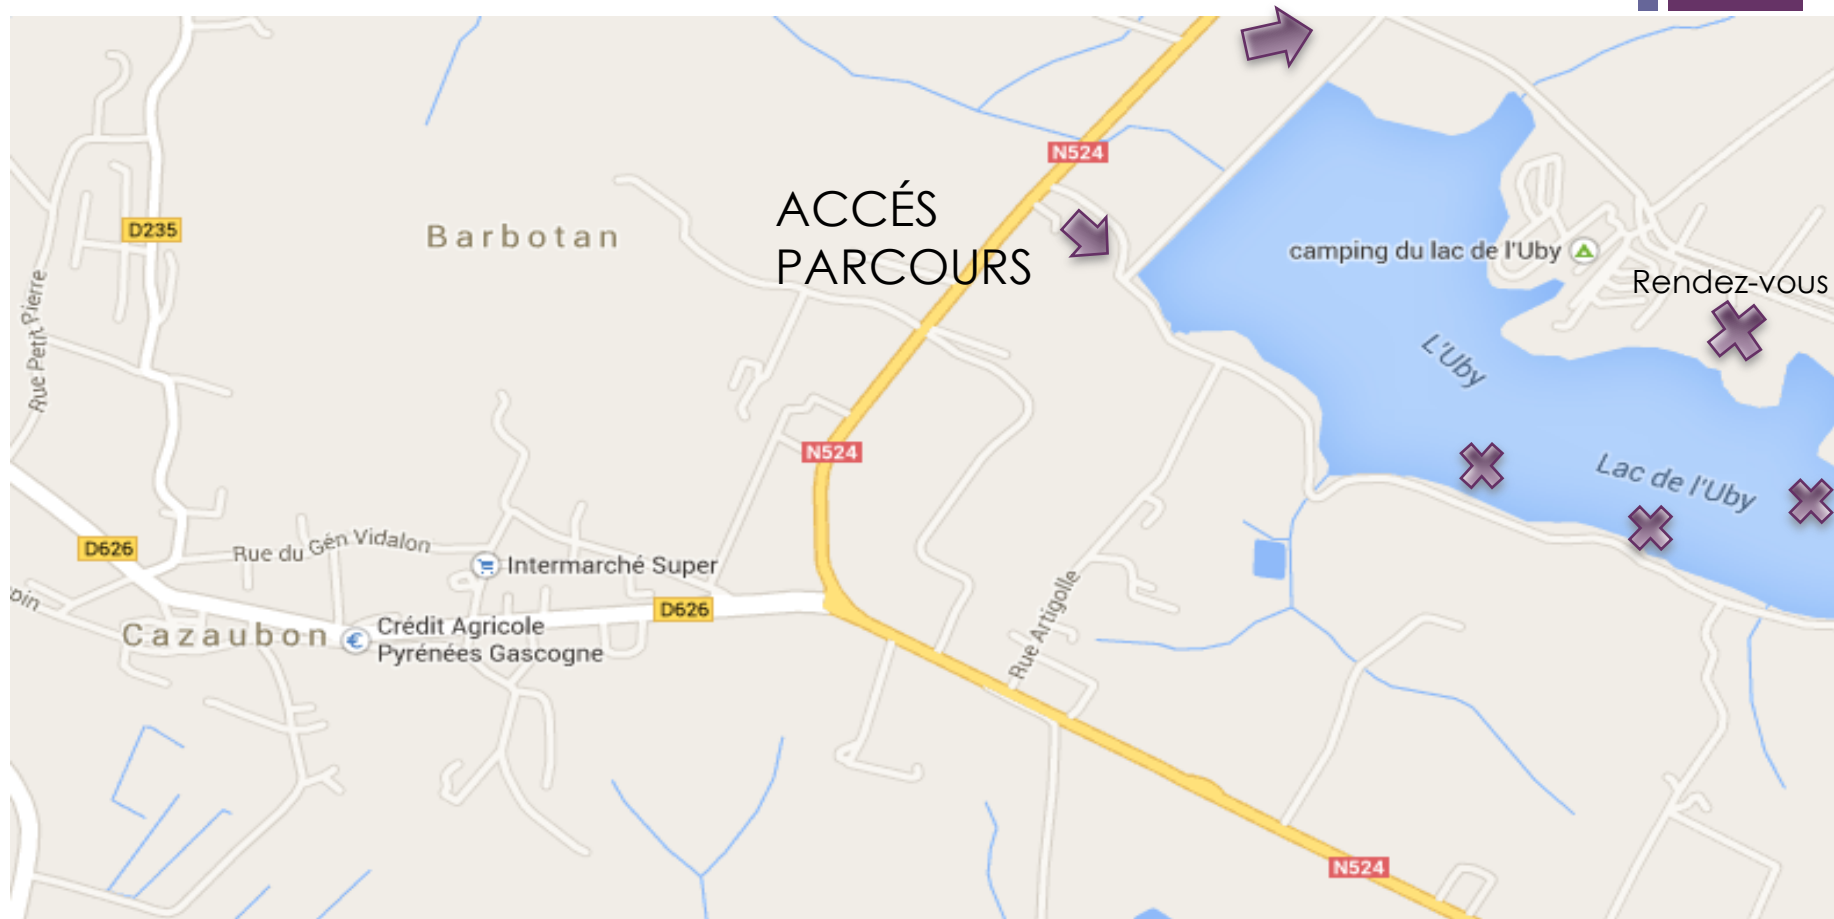 N524
ACCÉS
PARCOURS
D235
Barbotan
camping du lac de l'Uby
Rendez-vous
Rue Petit Pierre
L'Uby
N524
Lac de l'Uby
D626
Rue du Gén Vidalon
Intermarché Super
pin
D626
Rue Artigolle
Cazaubon
Crédit Agricole
Pyrénées Gascogne
N524